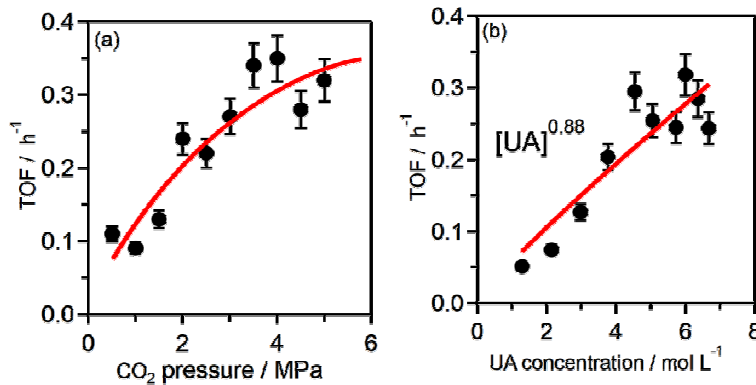 (a)
0.4
0.3
0.2
0.1
0.0
TOF / h⁻¹
0 2 4 6
CO₂ pressure / MPa
(b)
0.4
0.3
0.2
0.1
0.0
TOF / h⁻¹
[UA]⁰·⁸⁸
0 2 4 6 8
UA concentration / mol L⁻¹